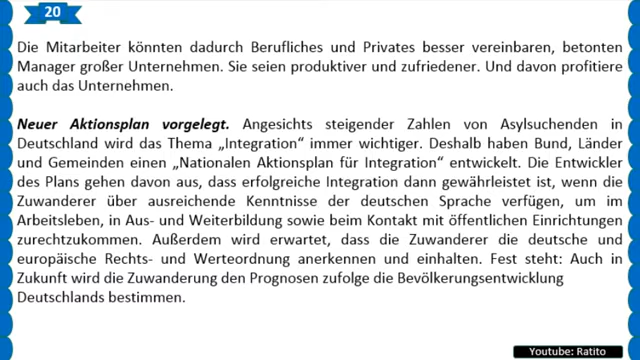 20
Die Mitarbeiter könnten dadurch Berufliches und Privates besser vereinbaren, betonten
Manager großer Unternehmen. Sie seien produktiver und zufriedener. Und davon profitiere
auch das Unternehmen.
Neuer Aktionsplan vorgelegt. Angesichts steigender Zahlen von Asylsuchenden in
Deutschland wird das Thema „Integration“ immer wichtiger. Deshalb haben Bund, Länder
und Gemeinden einen „Nationalen Aktionsplan für Integration“ entwickelt. Die Entwickler
des Plans gehen davon aus, dass erfolgreiche Integration dann gewährleistet ist, wenn die
Zuwanderer über ausreichende Kenntnisse der deutschen Sprache verfügen, um im
Arbeitsleben, in Aus- und Weiterbildung sowie beim Kontakt mit öffentlichen Einrichtungen
zurechtzukommen. Außerdem wird erwartet, dass die Zuwanderer die deutsche und
europäische Rechts- und Werteordnung anerkennen und einhalten. Fest steht: Auch in
Zukunft wird die Zuwanderung den Prognosen zufolge die Bevölkerungsentwicklung
Deutschlands bestimmen.
Youtube: Ratito